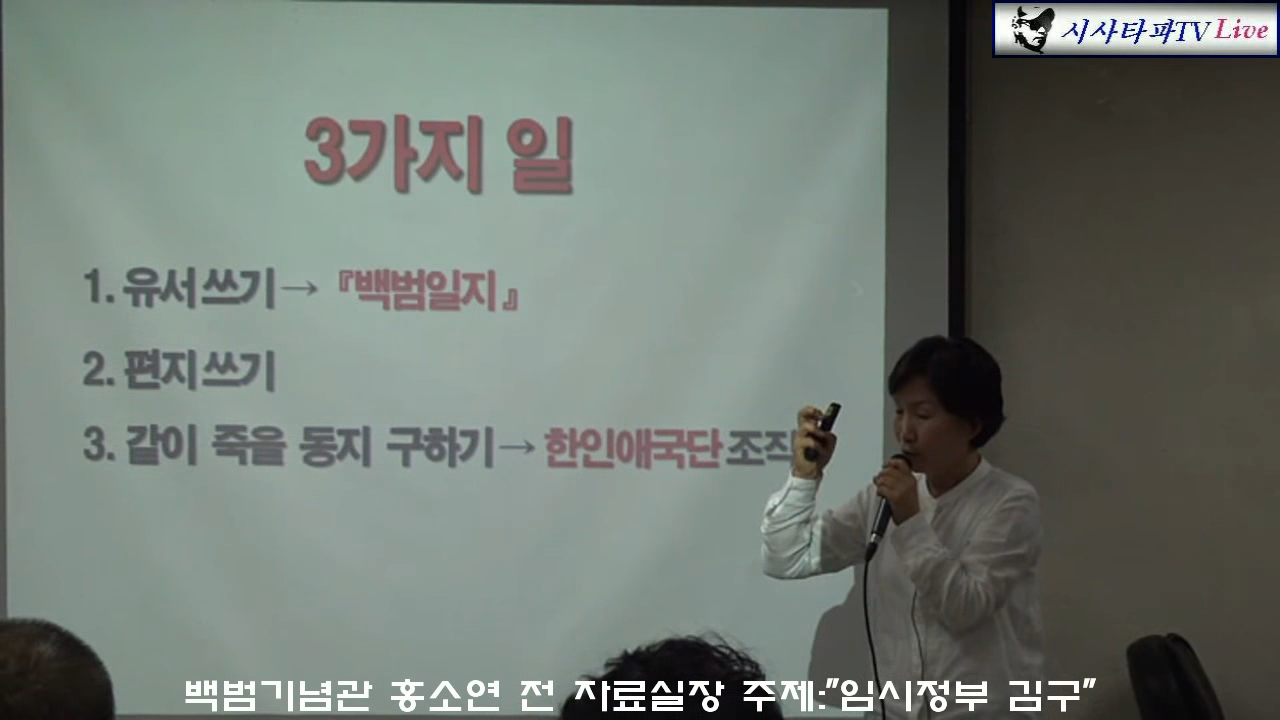 시사타파TV Live
3가지 일
1. 유서쓰기→『백범일지』
2. 편지쓰기
3. 같이 죽을 동지 구하기→한인애국단조직
백범기념관 홍소연 전 자료실장 주제:"임시정부 김구"